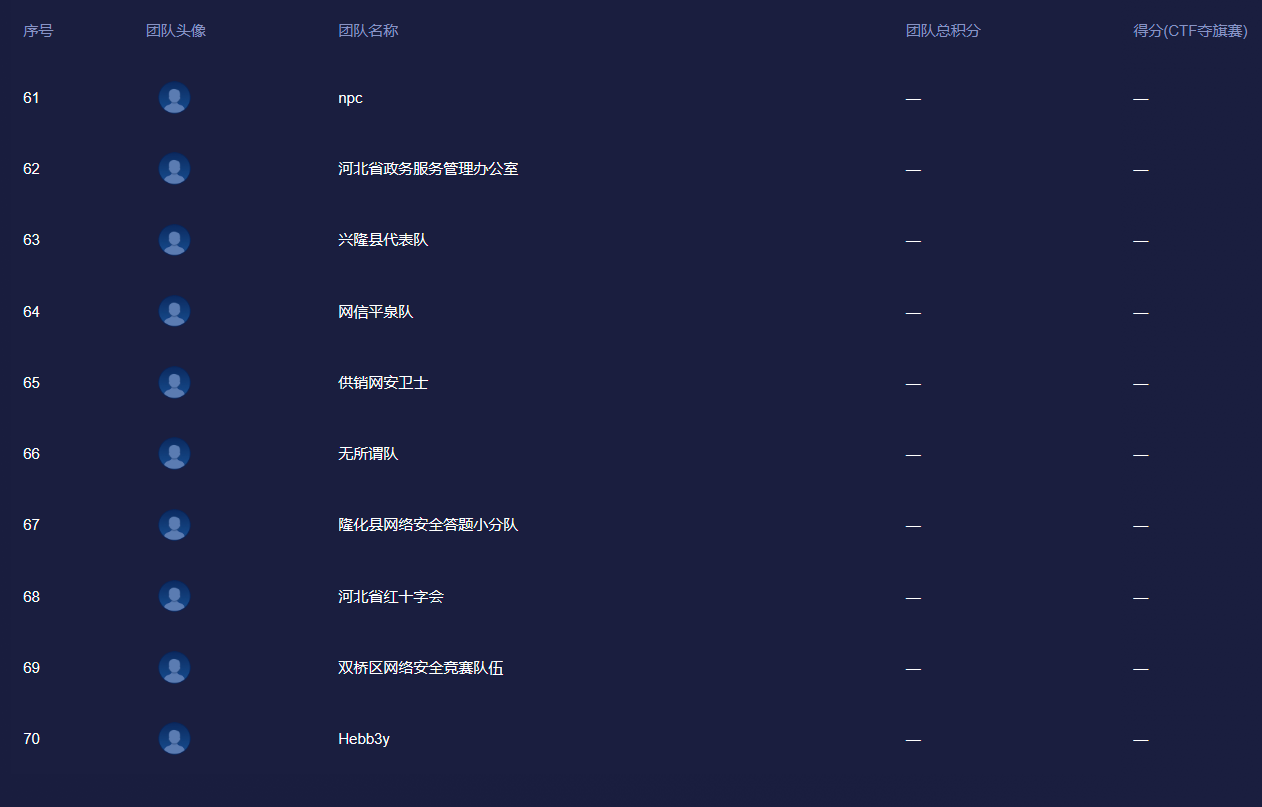 序号 团队头像 团队名称 团队总积分 得分(CTF夺旗赛)
61 npc — —
62 河北省政务服务管理办公室 — —
63 兴隆县代表队 — —
64 网信平泉队 — —
65 供销网安卫士 — —
66 无所谓队 — —
67 隆化县网络安全答题小分队 — —
68 河北省红十字会 — —
69 双桥区网络安全竞赛队伍 — —
70 Hebb3y — —